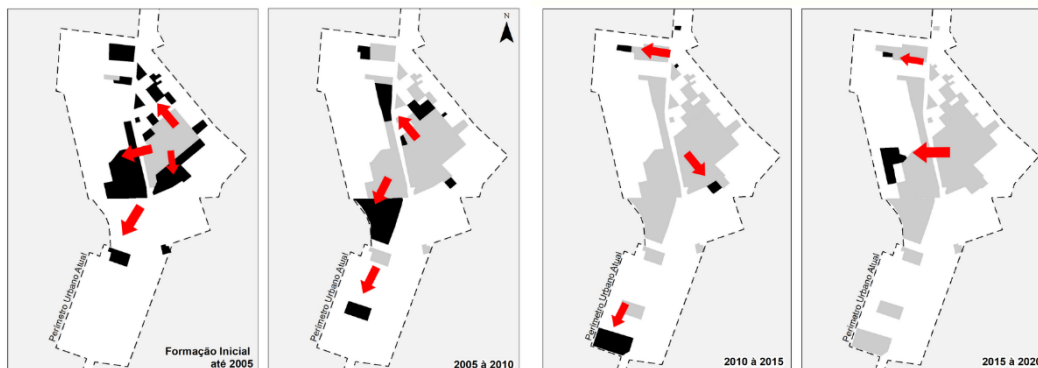 Perímetro Urbano Atual
Formação Inicial
até 2005
N
Perímetro Urbano Atual
2005 à 2010
Perímetro Urbano Atual
2010 à 2015
Perímetro Urbano Atual
2015 à 2020